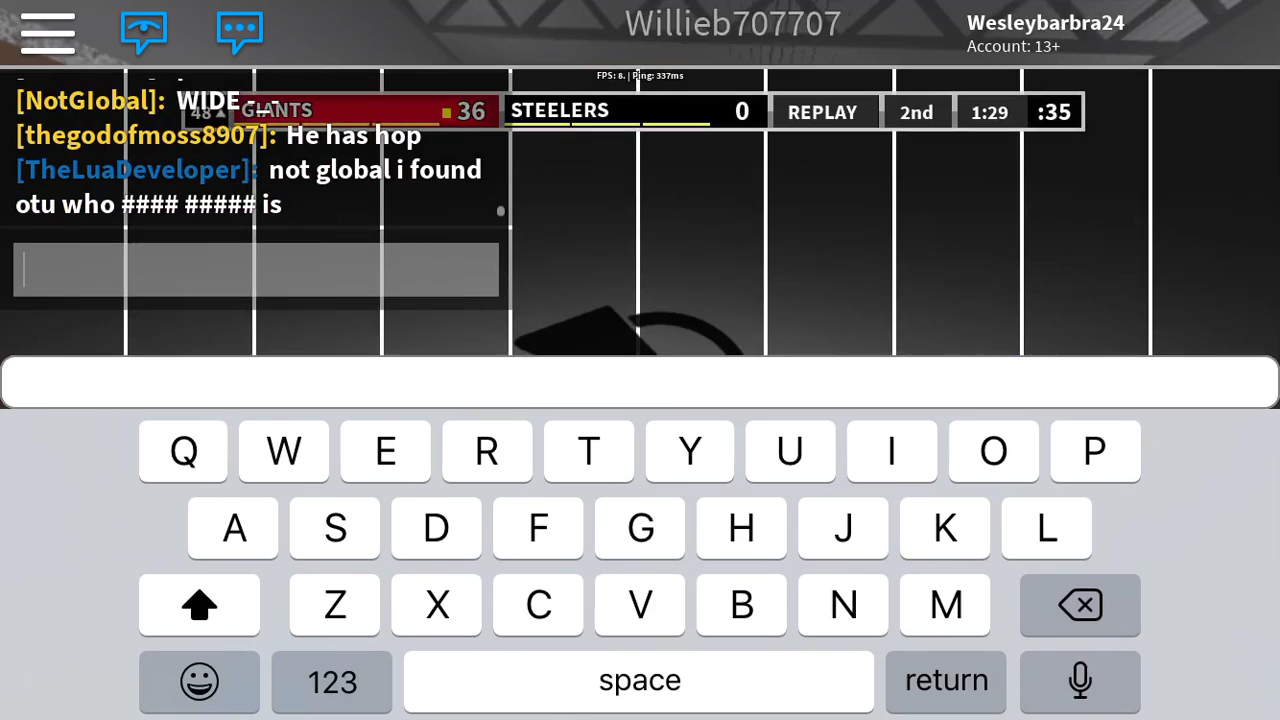 Willieb707707
Wesleybarbra24
Account: 13+
FPS: 8. | Ping: 337ms
[NotGlobal]: WIDE -_-
48 GIANTS 36 STEELERS 0 REPLAY 2nd 1:29 :35
[thegodofmoss8907]: He has hop
[TheLuaDeveloper]: not global i found
otu who #### ##### is
Q W E R T Y U I O P
A S D F G H J K L
Z X C V B N M
123 space return